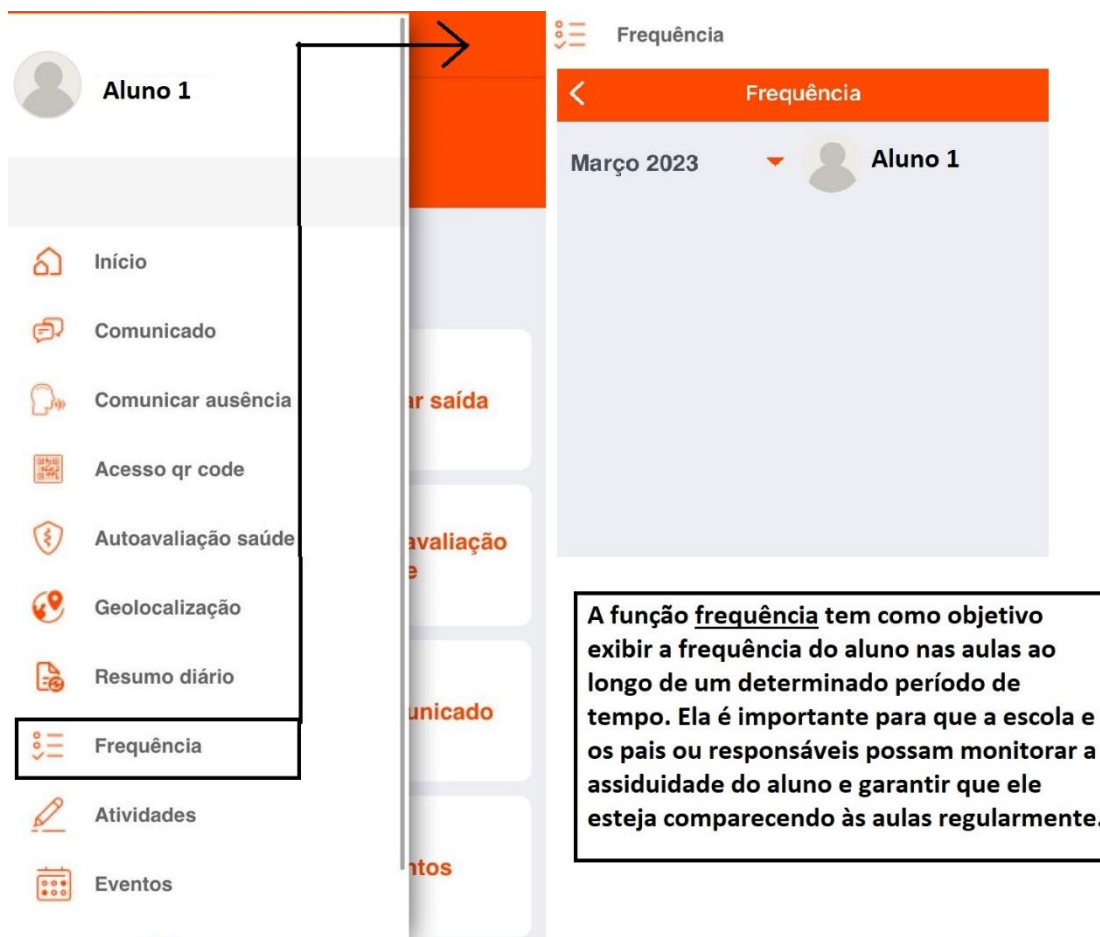 Aluno 1
Início
Comunicado
Comunicar ausência
Acesso qr code
Autoavaliação saúde
Geolocalização
Resumo diário
Frequência
Atividades
Eventos
ar saída
avaliação
e
unicado
ntos
Frequência
Frequência
Março 2023
Aluno 1
A função frequência tem como objetivo
exibir a frequência do aluno nas aulas ao
longo de um determinado período de
tempo. Ela é importante para que a escola e
os pais ou responsáveis possam monitorar a
assiduidade do aluno e garantir que ele
esteja comparecendo às aulas regularmente.